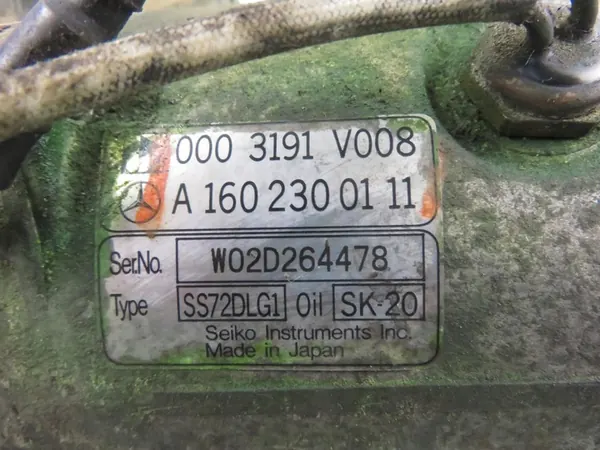 000 3191 V008
A 160 230 01 11
Ser.No. W02D264478
Type SS72DLG1 Oil SK-20
Seiko Instruments Inc.
Made in Japan